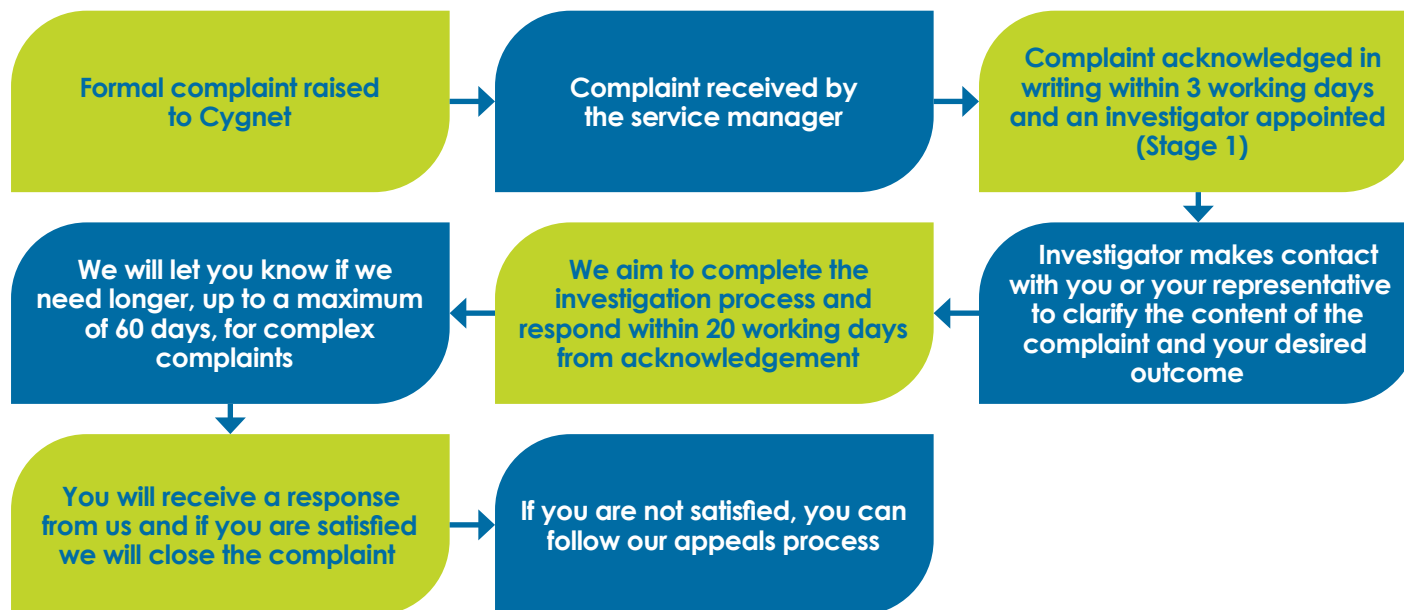 Formal complaint raised
to Cygnet
Complaint received by
the service manager
Complaint acknowledged in
writing within 3 working days
and an investigator appointed
(Stage 1)
Investigator makes contact
with you or your representative
to clarify the content of the
complaint and your desired
outcome
We aim to complete the
investigation process and
respond within 20 working days
from acknowledgement
We will let you know if we
need longer, up to a maximum
of 60 days, for complex
complaints
You will receive a response
from us and if you are satisfied
we will close the complaint
If you are not satisfied, you can
follow our appeals process